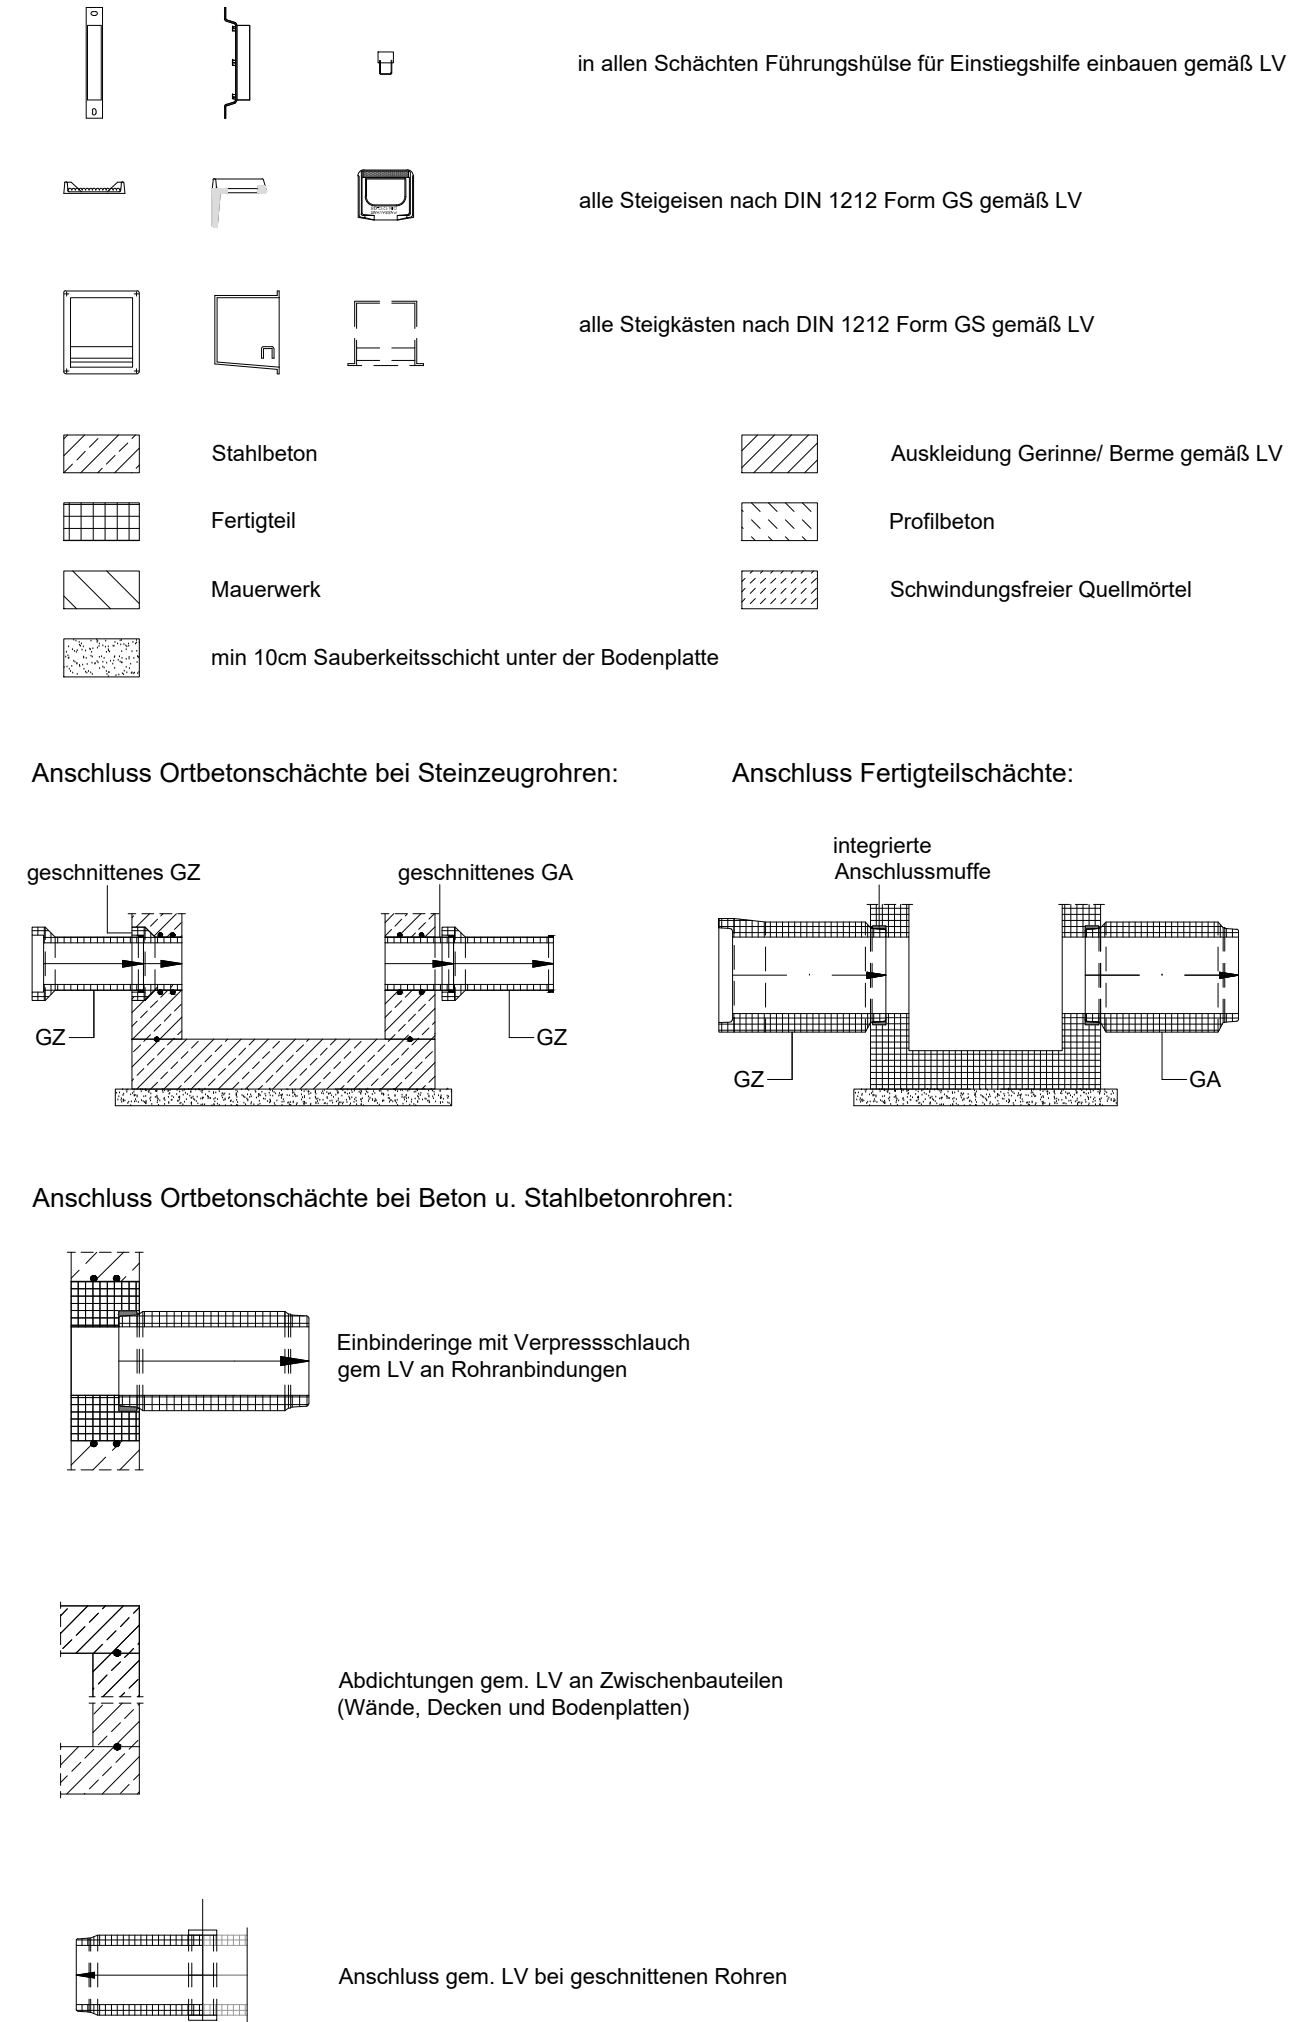 in allen Schächten Führungshülse für Einstiegshilfe einbauen gemäß LV
alle Steigeisen nach DIN 1212 Form GS gemäß LV
alle Steigkästen nach DIN 1212 Form GS gemäß LV
Stahlbeton
Auskleidung Gerinne/ Berme gemäß LV
Fertigteil
Profilbeton
Mauerwerk
Schwindungsfreier Quellmörtel
min 10cm Sauberkeitsschicht unter der Bodenplatte
Anschluss Ortbetonschächte bei Steinzeugrohren:
geschnittenes GZ
geschnittenes GA
GZ
GZ
Anschluss Fertigteilschächte:
integrierte
Anschlussmuffe
GZ
GA
Anschluss Ortbetonschächte bei Beton u. Stahlbetonrohren:
Einbinderinge mit Verpressschlauch
gem LV an Rohranbindungen
Abdichtungen gem. LV an Zwischenbauteilen
(Wände, Decken und Bodenplatten)
Anschluss gem. LV bei geschnittenen Rohren